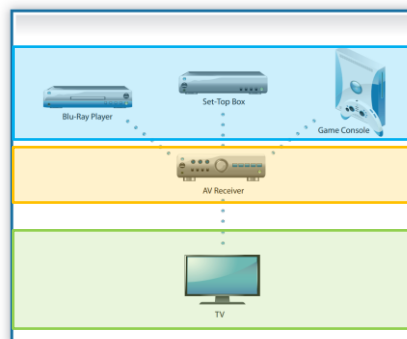 Set-Top Box
Blu-Ray Player
Game Console
AV Receiver
TV